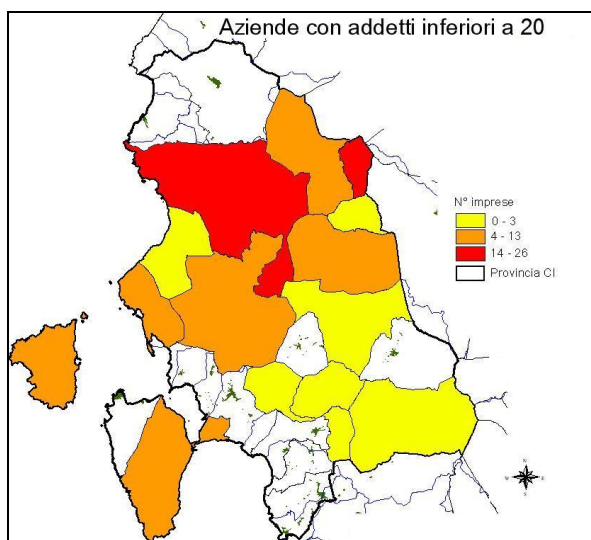 Aziende con addetti inferiori a 20
N° imprese
0 - 3
4 - 13
14 - 26
Provincia CI